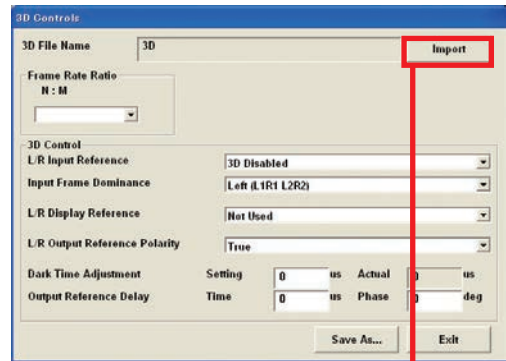 3D Controls
3D File Name 3D Import
Frame Rate Ratio
N : M
3D Control
L/R Input Reference 3D Disabled
Input Frame Dominance Left (L1R1 L2R2)
L/R Display Reference Not Used
L/R Output Reference Polarity True
Dark Time Adjustment Setting 0 us Actual 0 us
Output Reference Delay Time 0 us Phase 0 deg
Save As... Exit